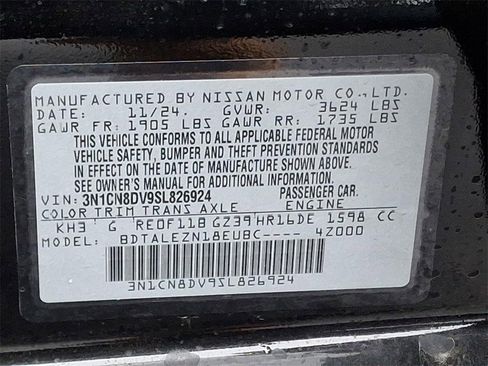 MANUFACTURED BY NISSAN MOTOR CO.,LTD.
DATE: 11/24. GVWR: 3624 LBS
GAWR FR: 1905 LBS GAWR RR: 1735 LBS
THIS VEHICLE CONFORMS TO ALL APPLICABLE FEDERAL MOTOR
VEHICLE SAFETY, BUMPER AND THEFT PREVENTION STANDARDS
IN EFFECT ON THE DATE OF MANUFACTURE SHOWN ABOVE.
SEE OWNER'S MANUAL FOR ADDITIONAL INFORMATION.
VIN: 3N1CN8DV9SL826924 PASSENGER CAR.
COLOR TRIM TRANS AXLE ENGINE
KH3 G RE0F11B GZ39 HR16DE 1598 CC
MODEL: BDTALEZN18EUBC---- 4Z000
3N1CN8DV9SL826924